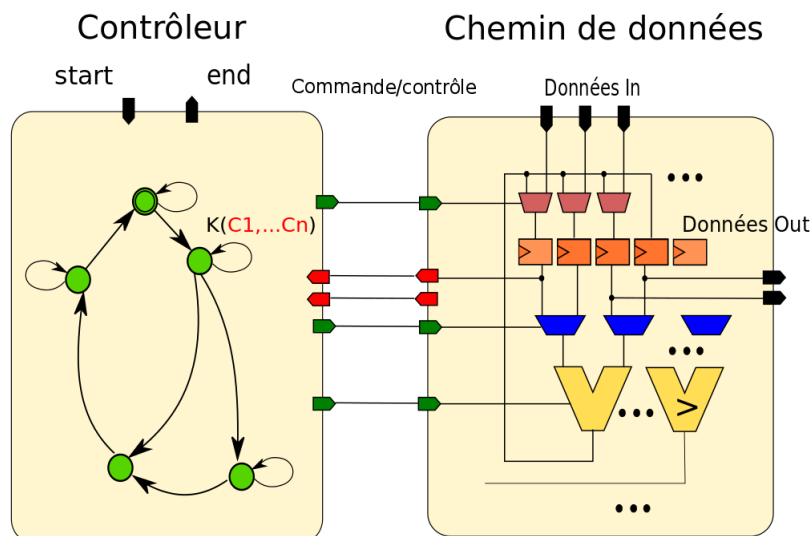 Contrôleur
Chemin de données
start
end
Commande/contrôle
Données In
K(C1,...Cn)
Données Out
>